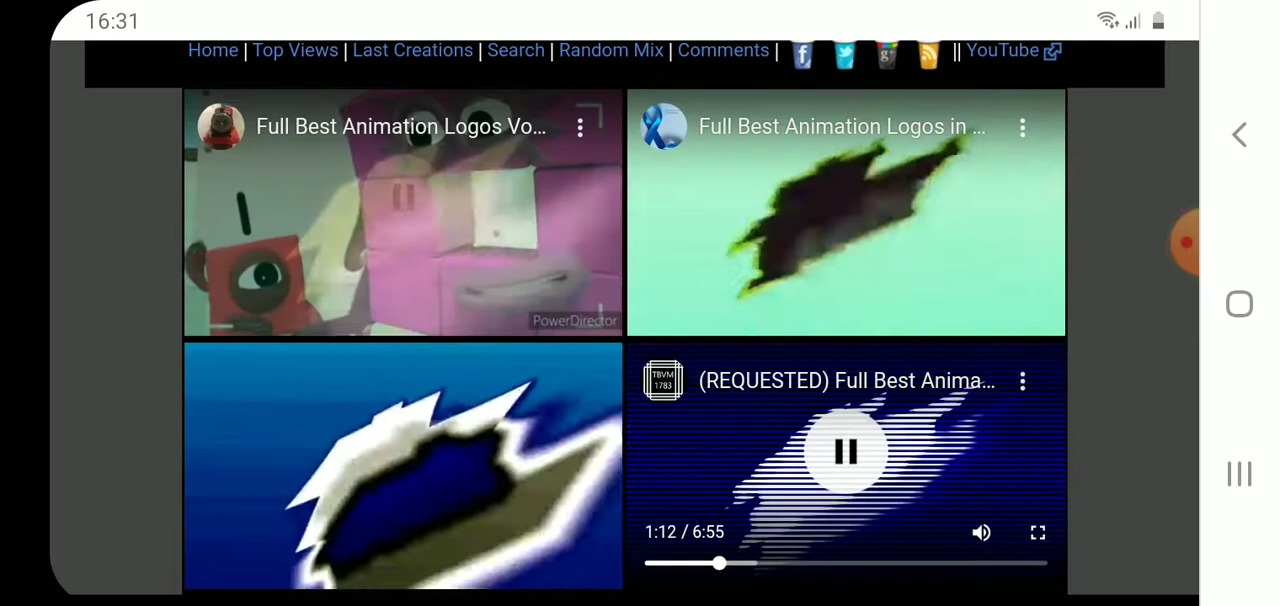 16:31
Home | Top Views | Last Creations | Search | Random Mix | Comments | || YouTube
Full Best Animation Logos Vo...
Full Best Animation Logos in ...
PowerDirector
TBVM
1783
(REQUESTED) Full Best Anima...
1:12 / 6:55